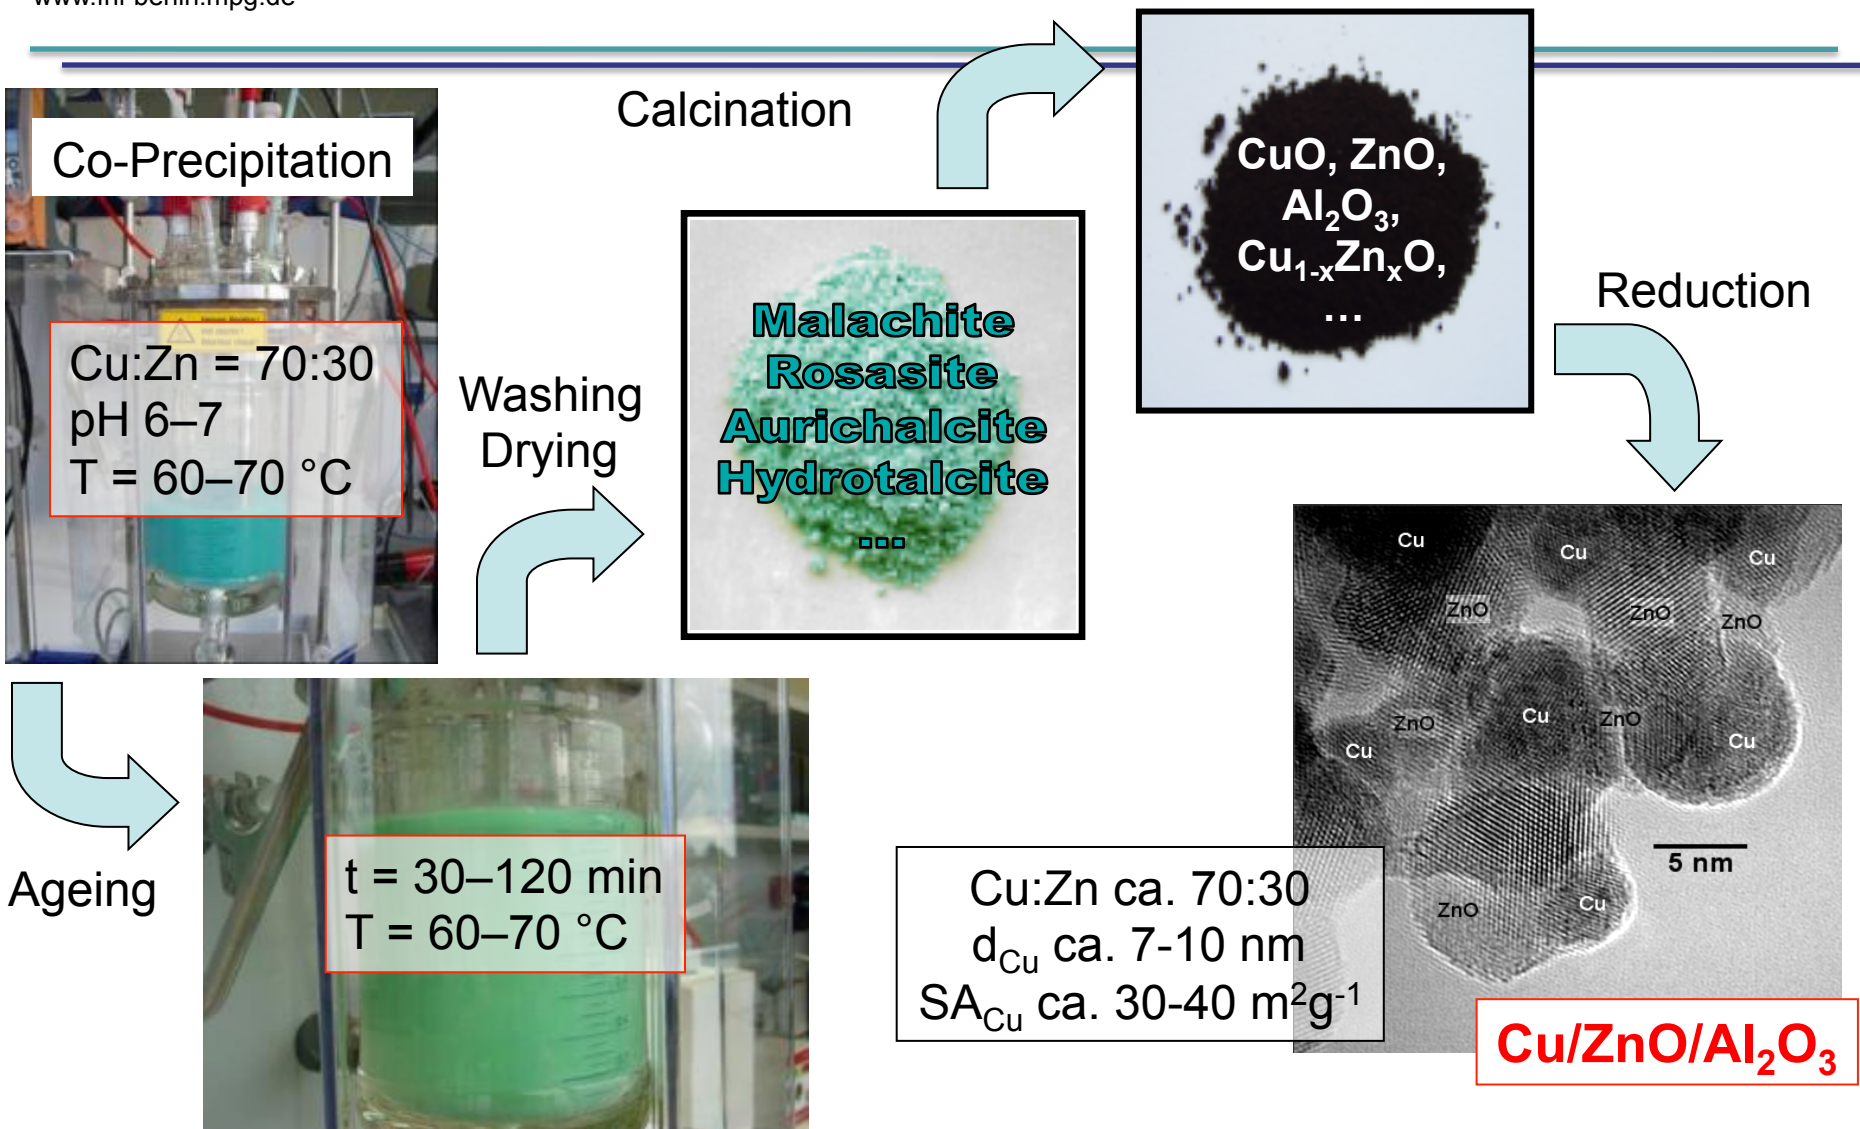 Co-Precipitation
Cu:Zn = 70:30
pH 6–7
T = 60–70 °C
Ageing
t = 30–120 min
T = 60–70 °C
Washing
Drying
Malachite
Rosasite
Aurichalcite
Hydrotalcite
...
Calcination
CuO, ZnO,
Al₂O₃,
Cu₁₋ₓZnₓO,
...
Reduction
Cu Cu Cu
ZnO ZnO ZnO
ZnO Cu ZnO Cu
Cu
5 nm
ZnO Cu
Cu:Zn ca. 70:30
d_Cu ca. 7-10 nm
SA_Cu ca. 30-40 m²g⁻¹
Cu/ZnO/Al₂O₃